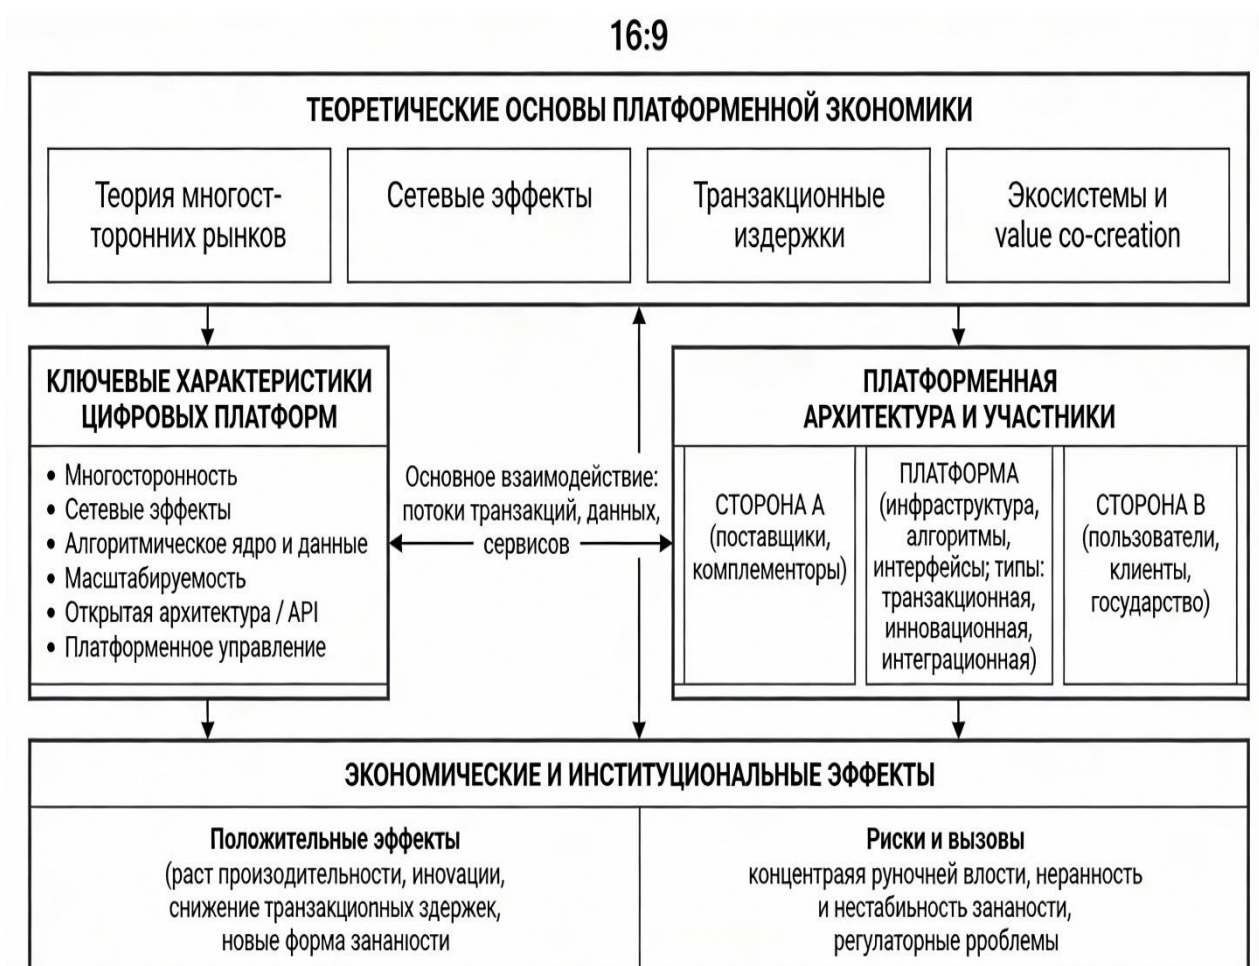 16:9
ТЕОРЕТИЧЕСКИЕ ОСНОВЫ ПЛАТФОРМЕННОЙ ЭКОНОМИКИ
Теория многост-
торонних рынков
Сетевые эффекты
Транзакционные
издержки
Экосистемы и
value co-creation
КЛЮЧЕВЫЕ ХАРАКТЕРИСТИКИ
ЦИФРОВЫХ ПЛАТФОРМ
• Многосторонность
• Сетевые эффекты
• Алгоритмическое ядро и данные
• Масштабируемость
• Открытая архитектура / API
• Платформенное управление
Основное взаимодействие:
потоки транзакций, данных,
сервисов
ПЛАТФОРМЕННАЯ
АРХИТЕКТУРА И УЧАСТНИКИ
СТОРОНА A
(поставщики,
комплементоры)
ПЛАТФОРМА
(инфраструктура,
алгоритмы,
интерфейсы; типы:
транзакционная,
инновационная,
интеграционная)
СТОРОНА B
(пользователи,
клиенты,
государство)
ЭКОНОМИЧЕСКИЕ И ИНСТИТУЦИОНАЛЬНЫЕ ЭФФЕКТЫ
Положительные эффекты
(раст произодительности, иновации,
снижение транзакциоnных здержек,
новые форма зананіости
Риски и вызовы
концентраяя руночней влости, неранность
и нестабиьность зананости,
регулаторные рроблемы